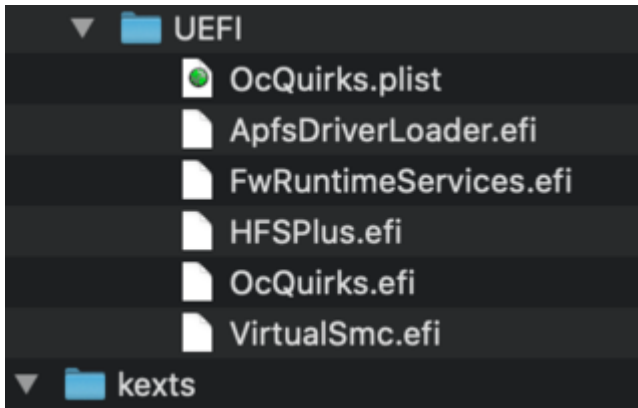 UEFI
OcQuirks.plist
ApfsDriverLoader.efi
FwRuntimeServices.efi
HFSPlus.efi
OcQuirks.efi
VirtualSmc.efi
kexts